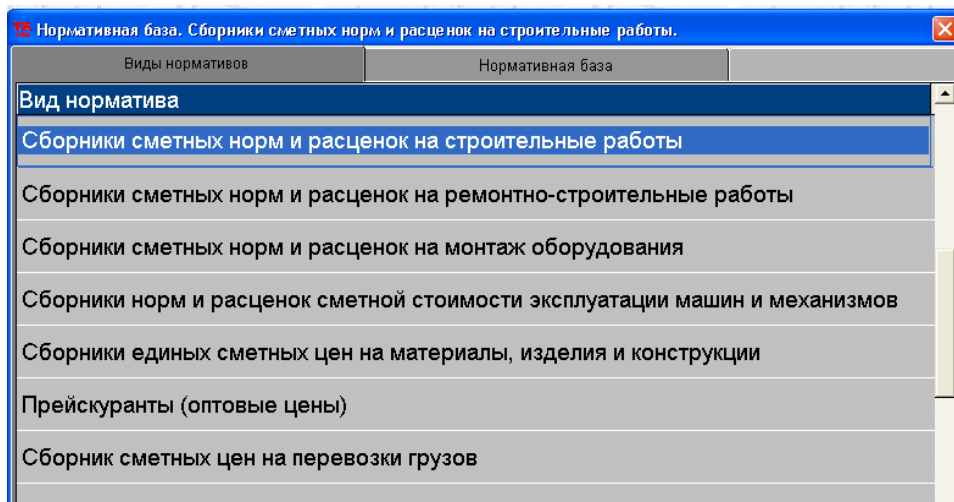 Нормативная база. Сборники сметных норм и расценок на строительные работы.
Виды нормативов
Нормативная база
Вид норматива
Сборники сметных норм и расценок на строительные работы
Сборники сметных норм и расценок на ремонтно-строительные работы
Сборники сметных норм и расценок на монтаж оборудования
Сборники норм и расценок сметной стоимости эксплуатации машин и механизмов
Сборники единых сметных цен на материалы, изделия и конструкции
Прейскуранты (оптовые цены)
Сборник сметных цен на перевозки грузов